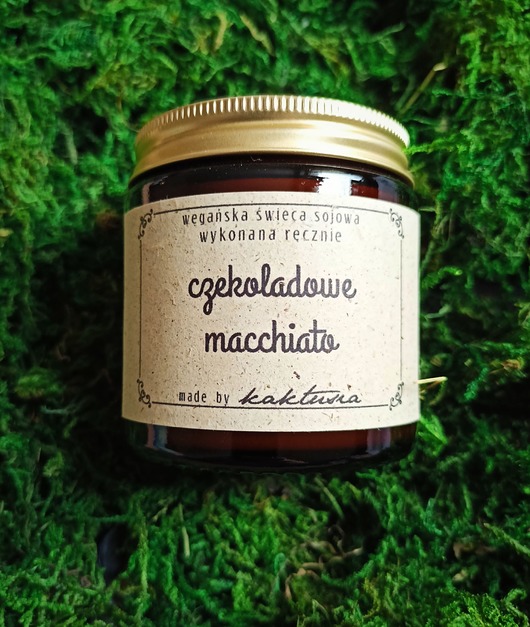 wegańska świeca sojowa
wykonana ręcznie
czekoladowe
macchiato
made by kaktusia